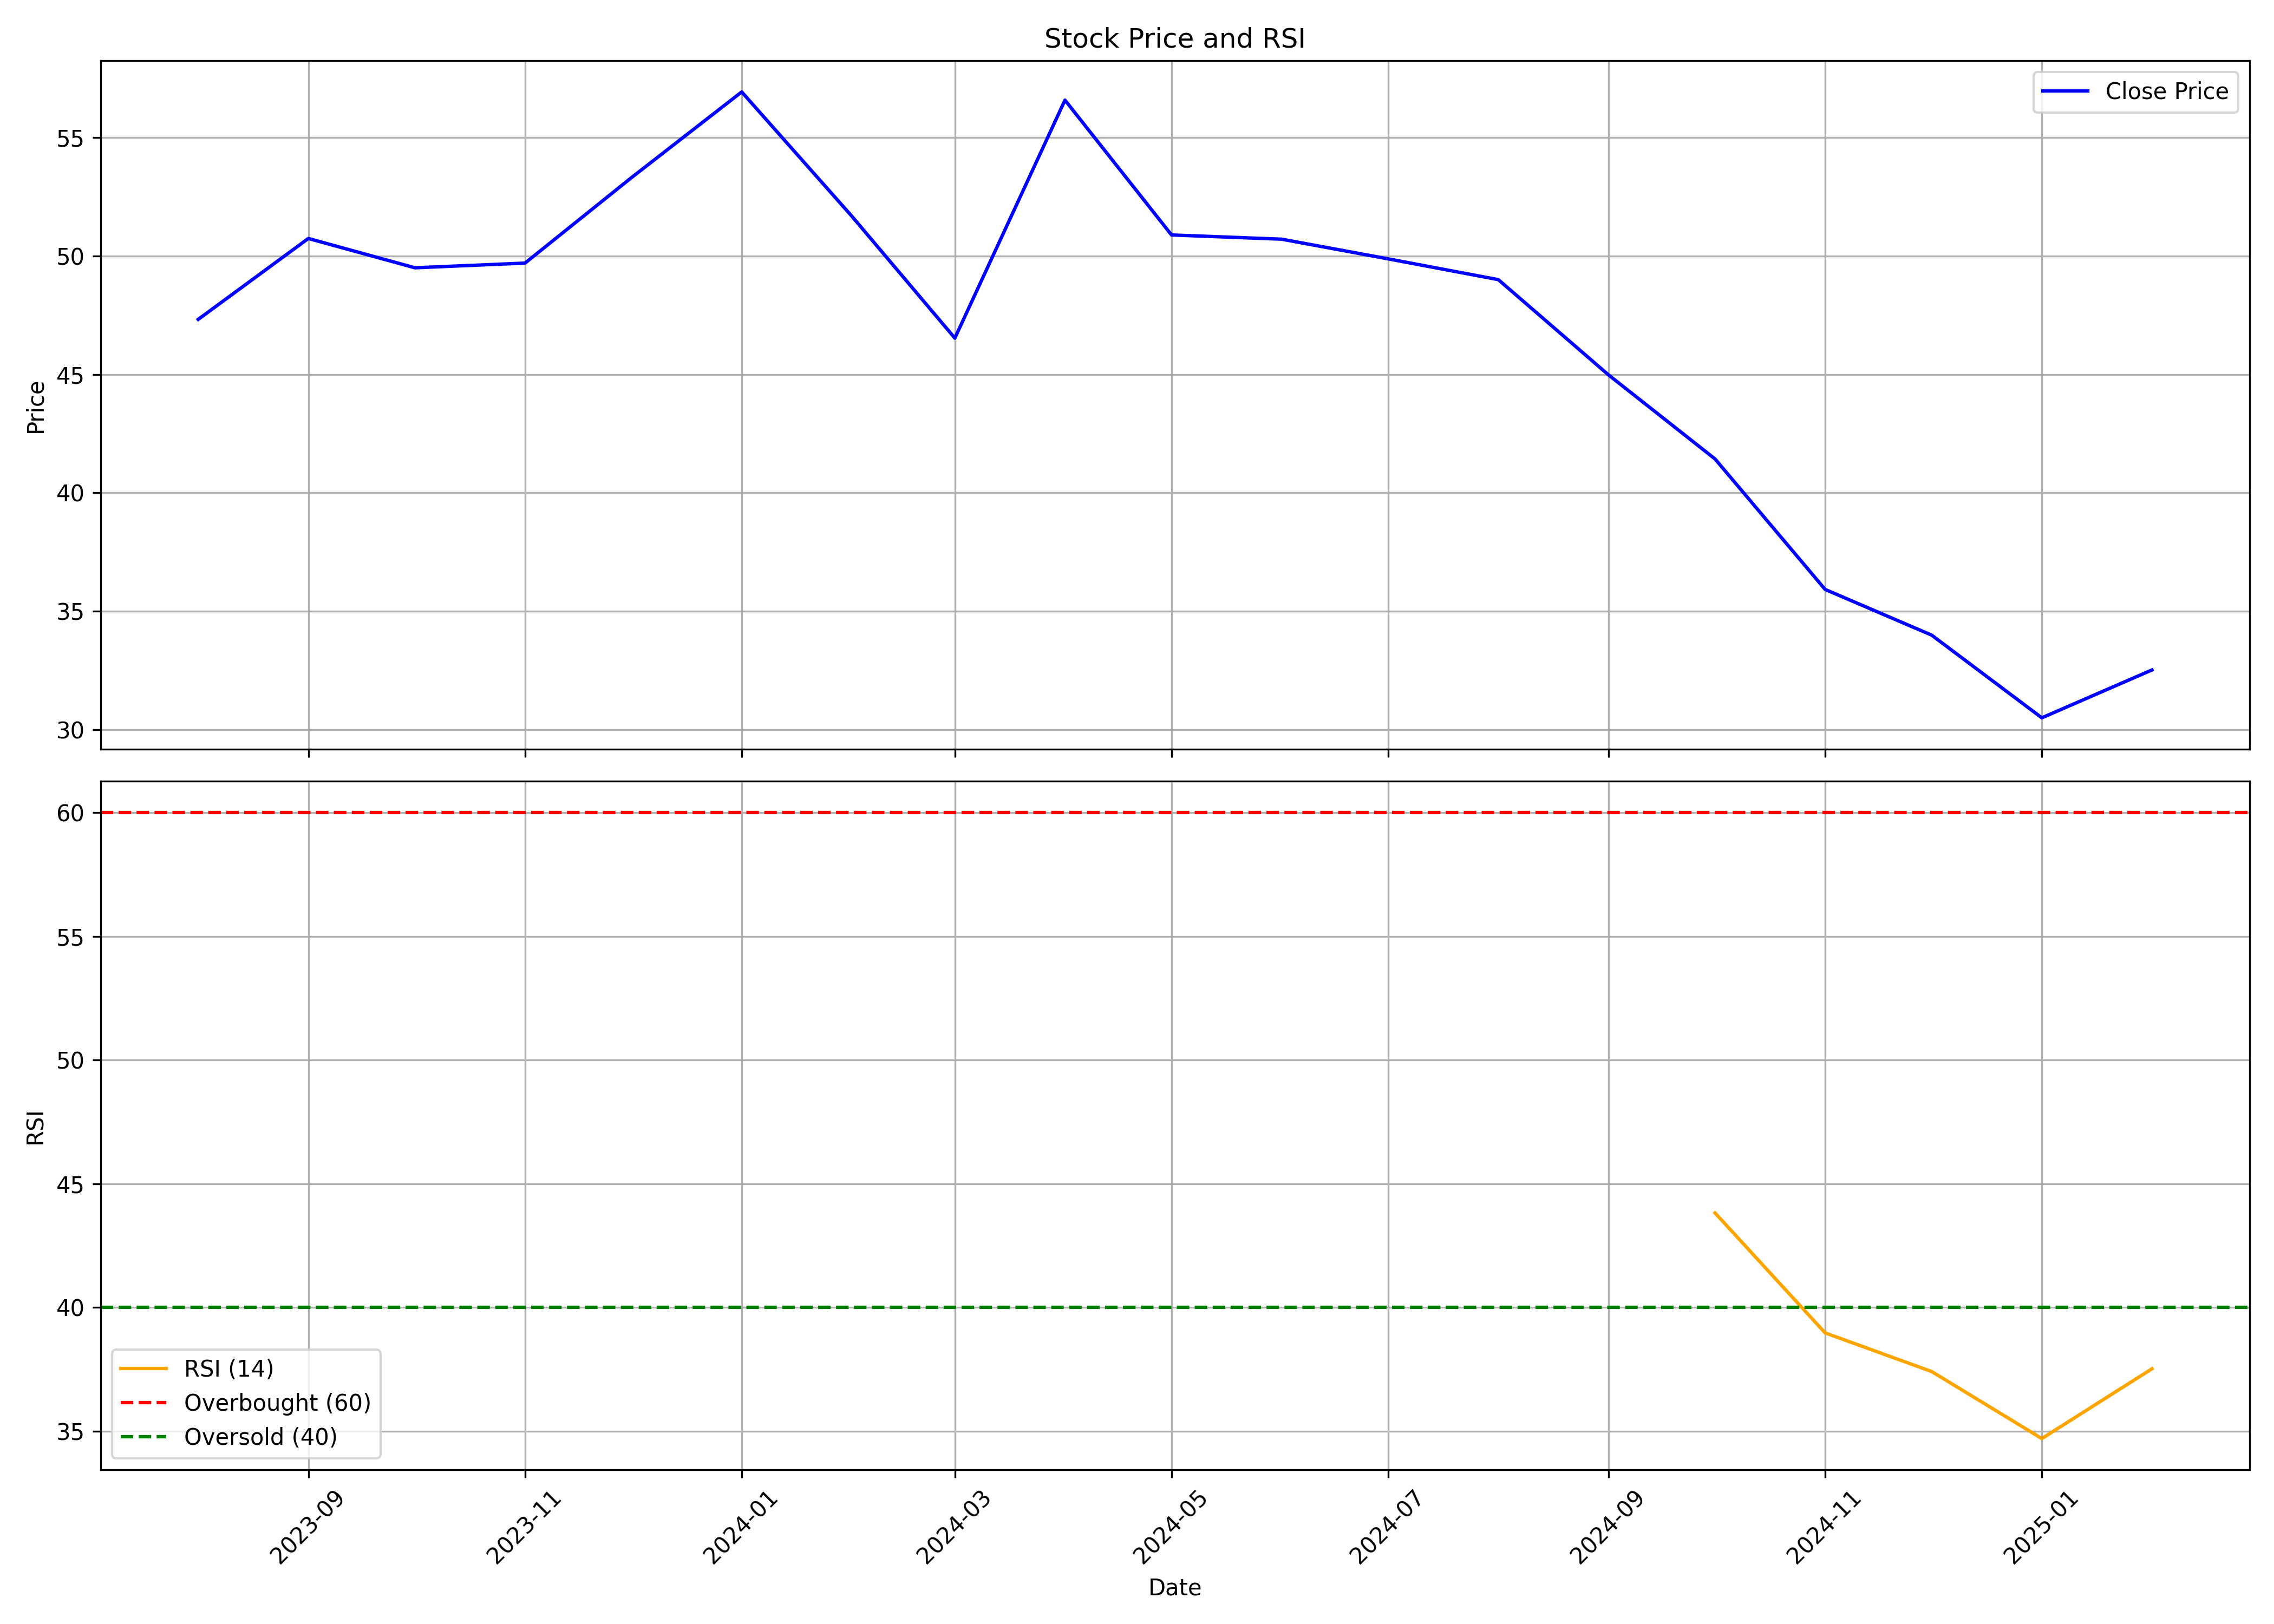 Stock Price and RSI
Close Price
Price
55
50
45
40
35
30
RSI
60
55
50
45
40
35
RSI (14)
Overbought (60)
Oversold (40)
2023-09
2023-11
2024-01
2024-03
2024-05
2024-07
2024-09
2024-11
2025-01
Date